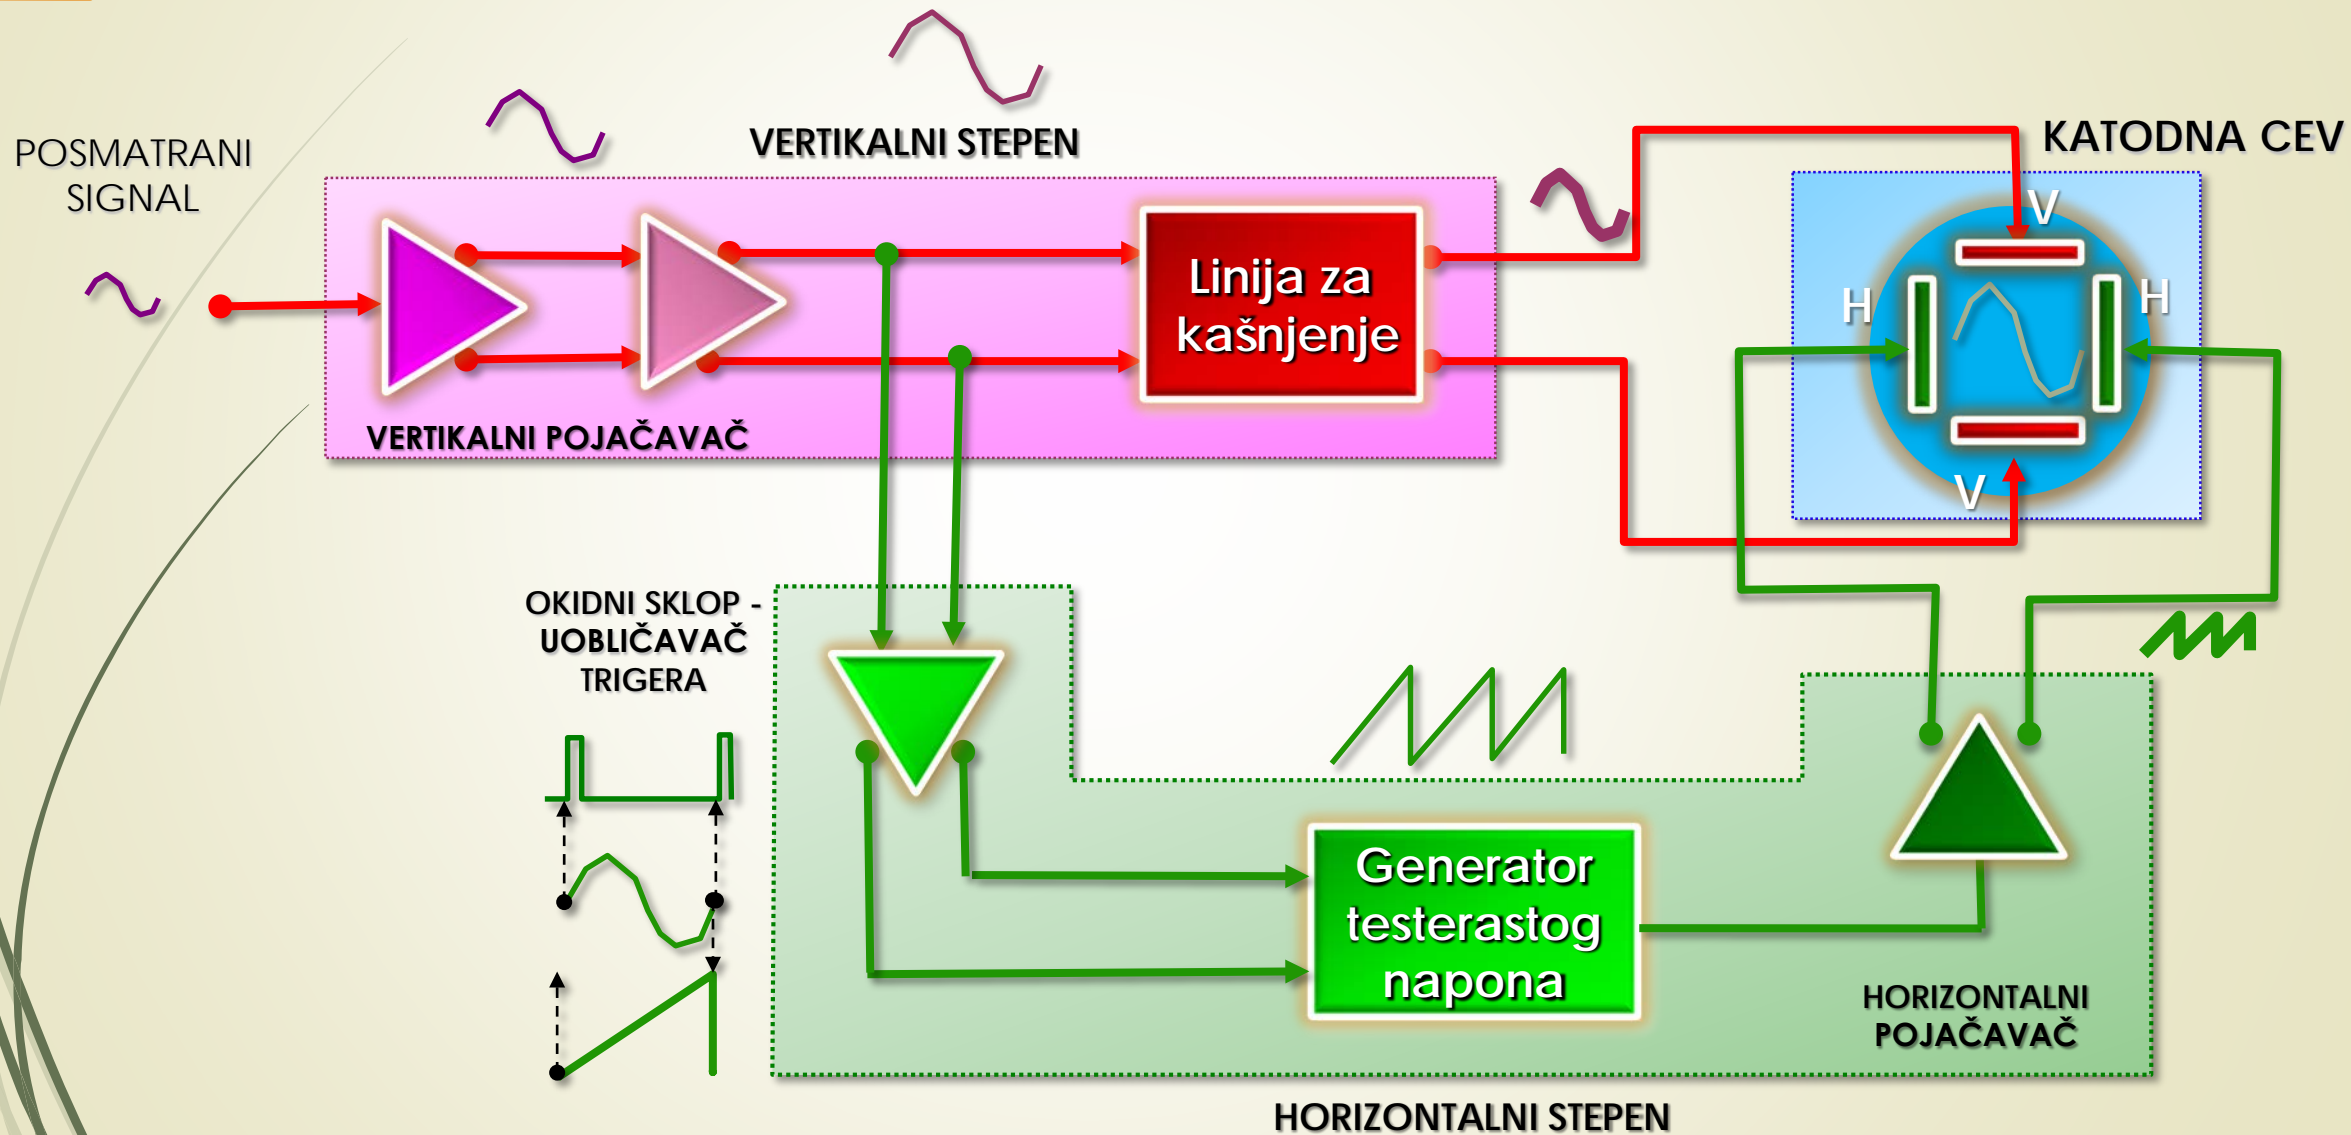 POSMATRANI
SIGNAL
VERTIKALNI STEPEN
KATODNA CEV
Linija za
kašnjenje
VERTIKALNI POJAČAVAČ
V
H
H
V
OKIDNI SKLOP -
UOBLIČAVAČ
TRIGERA
Generator
testerastog
napona
HORIZONTALNI
POJAČAVAČ
HORIZONTALNI STEPEN